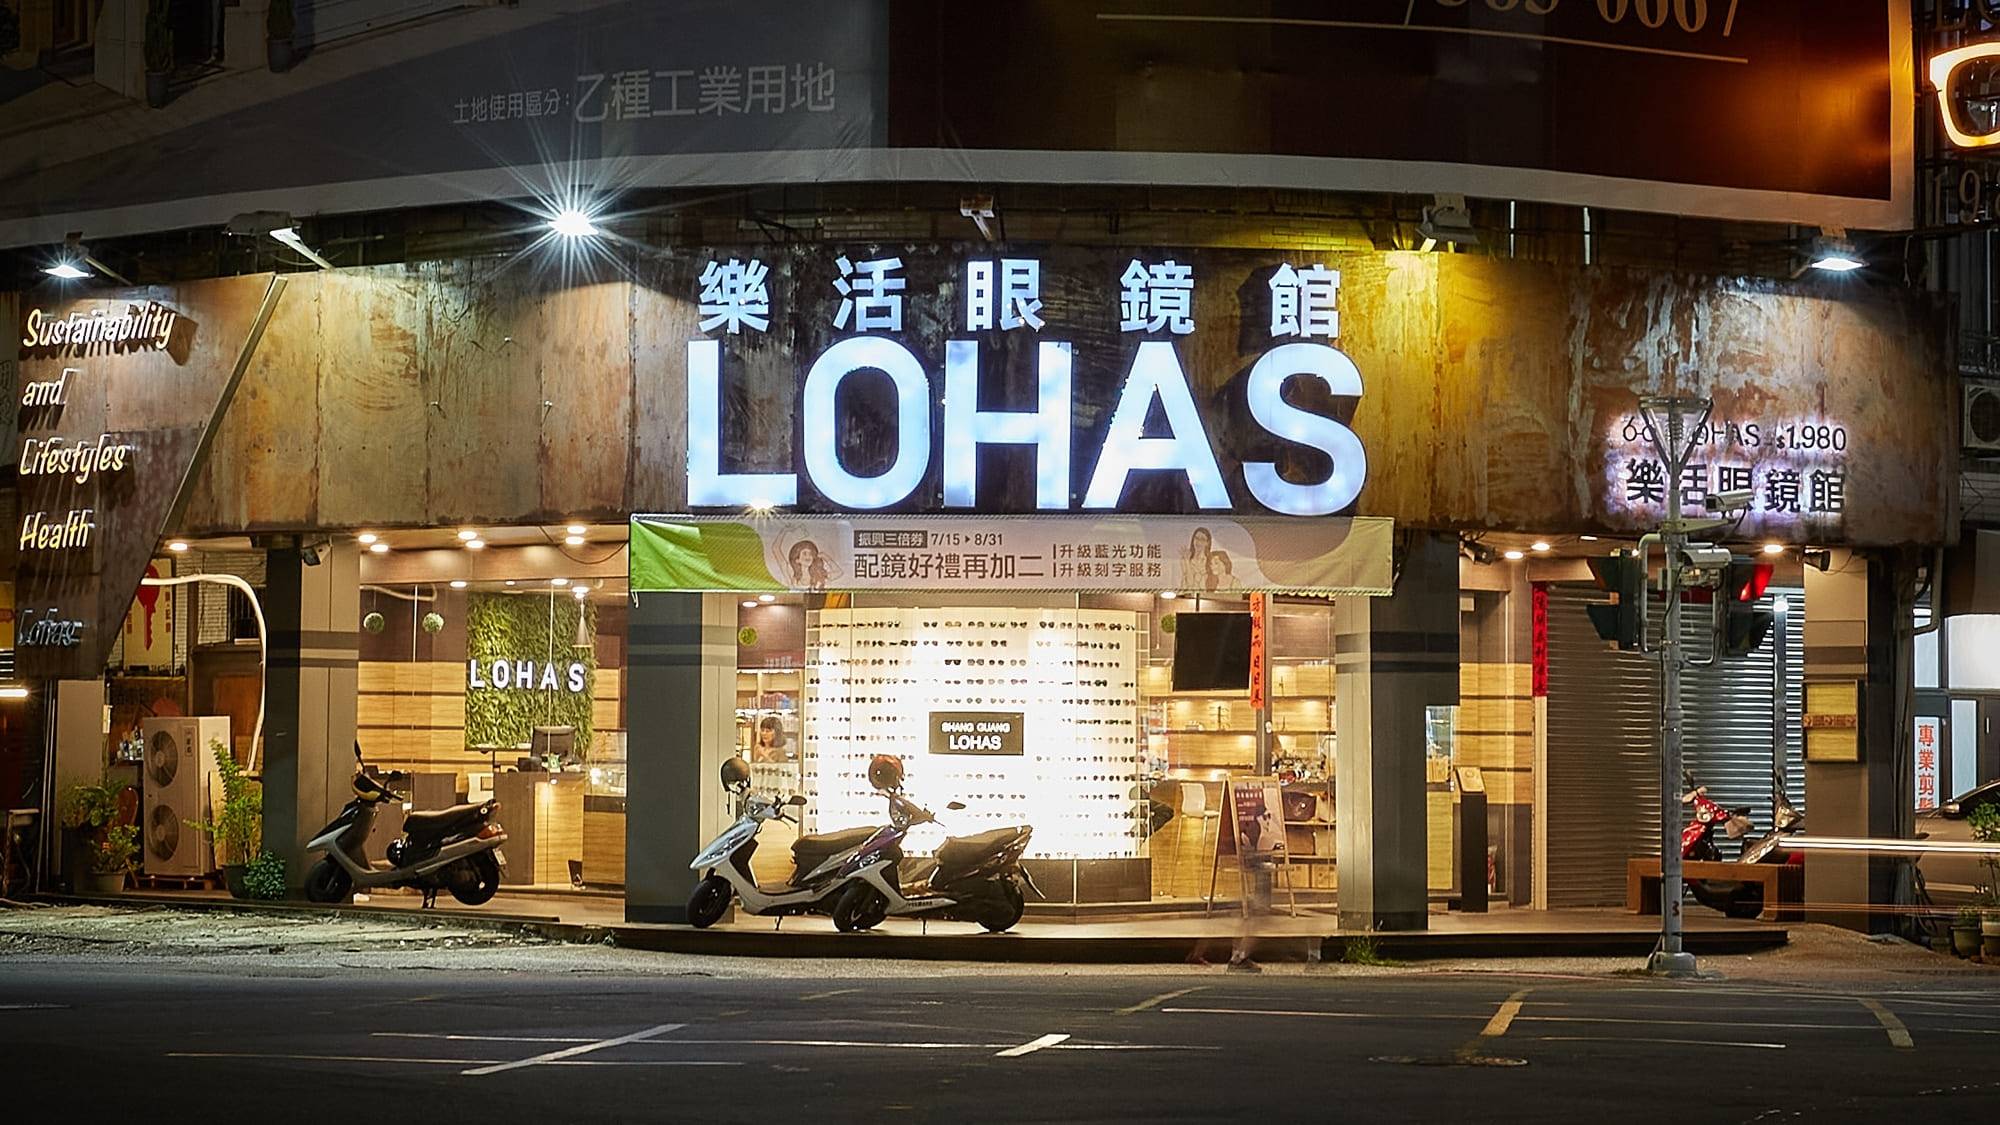 土地使用區分:乙種工業用地
樂活眼鏡館
LOHAS
Sustainability
and
Lifestyles
Health
Lohas
LOHAS $1,980
樂活眼鏡館
振興三倍券 7/15▸8/31
配鏡好禮再加二
升級藍光功能
升級刻字服務
LOHAS
SHANG GUANG
LOHAS
專業剪髮